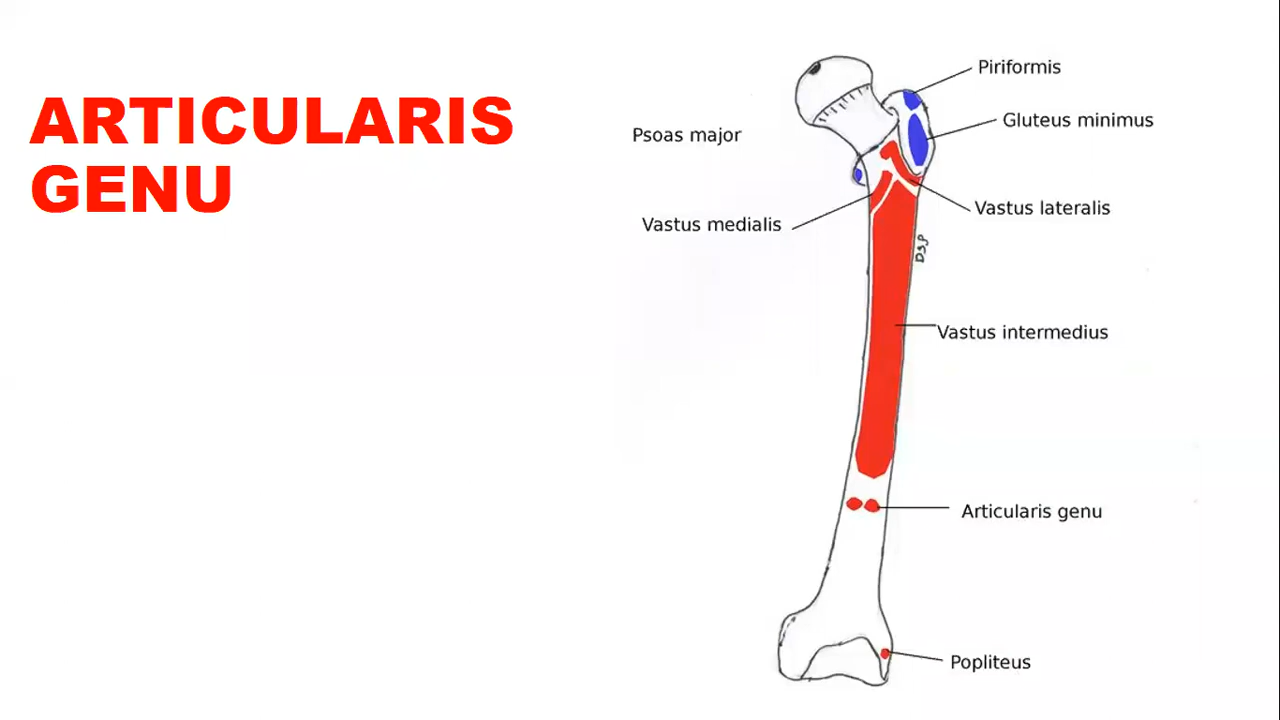 ARTICULARIS
GENU
Piriformis
Gluteus minimus
Psoas major
Vastus lateralis
Vastus medialis
DSP
Vastus intermedius
Articularis genu
Popliteus